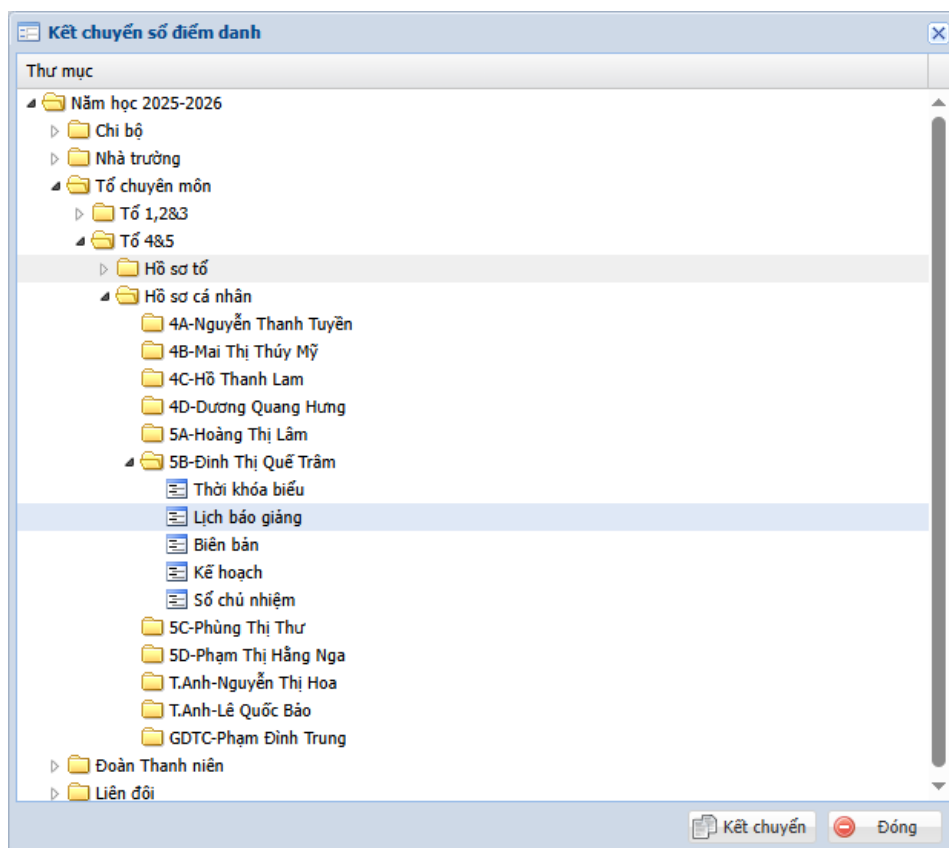 Kết chuyển sổ điểm danh
Thư mục
Năm học 2025-2026
Chi bộ
Nhà trường
Tổ chuyên môn
Tổ 1,2&3
Tổ 4&5
Hồ sơ tổ
Hồ sơ cá nhân
4A-Nguyễn Thanh Tuyền
4B-Mai Thị Thúy Mỹ
4C-Hồ Thanh Lam
4D-Dương Quang Hưng
5A-Hoàng Thị Lâm
5B-Đinh Thị Quế Trâm
Thời khóa biểu
Lịch báo giảng
Biên bản
Kế hoạch
Sổ chủ nhiệm
5C-Phùng Thị Thư
5D-Phạm Thị Hằng Nga
T.Anh-Nguyễn Thị Hoa
T.Anh-Lê Quốc Bảo
GDTC-Phạm Đình Trung
Đoàn Thanh niên
Liên đội
Kết chuyển Đóng